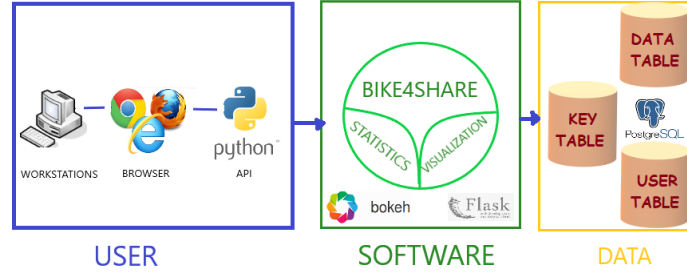 WORKSTATIONS
BROWSER
python
API
USER
BIKE4SHARE
STATISTICS
VISUALIZATION
bokeh
Flask
SOFTWARE
DATA
TABLE
KEY
TABLE
PostgreSQL
USER
TABLE
DATA